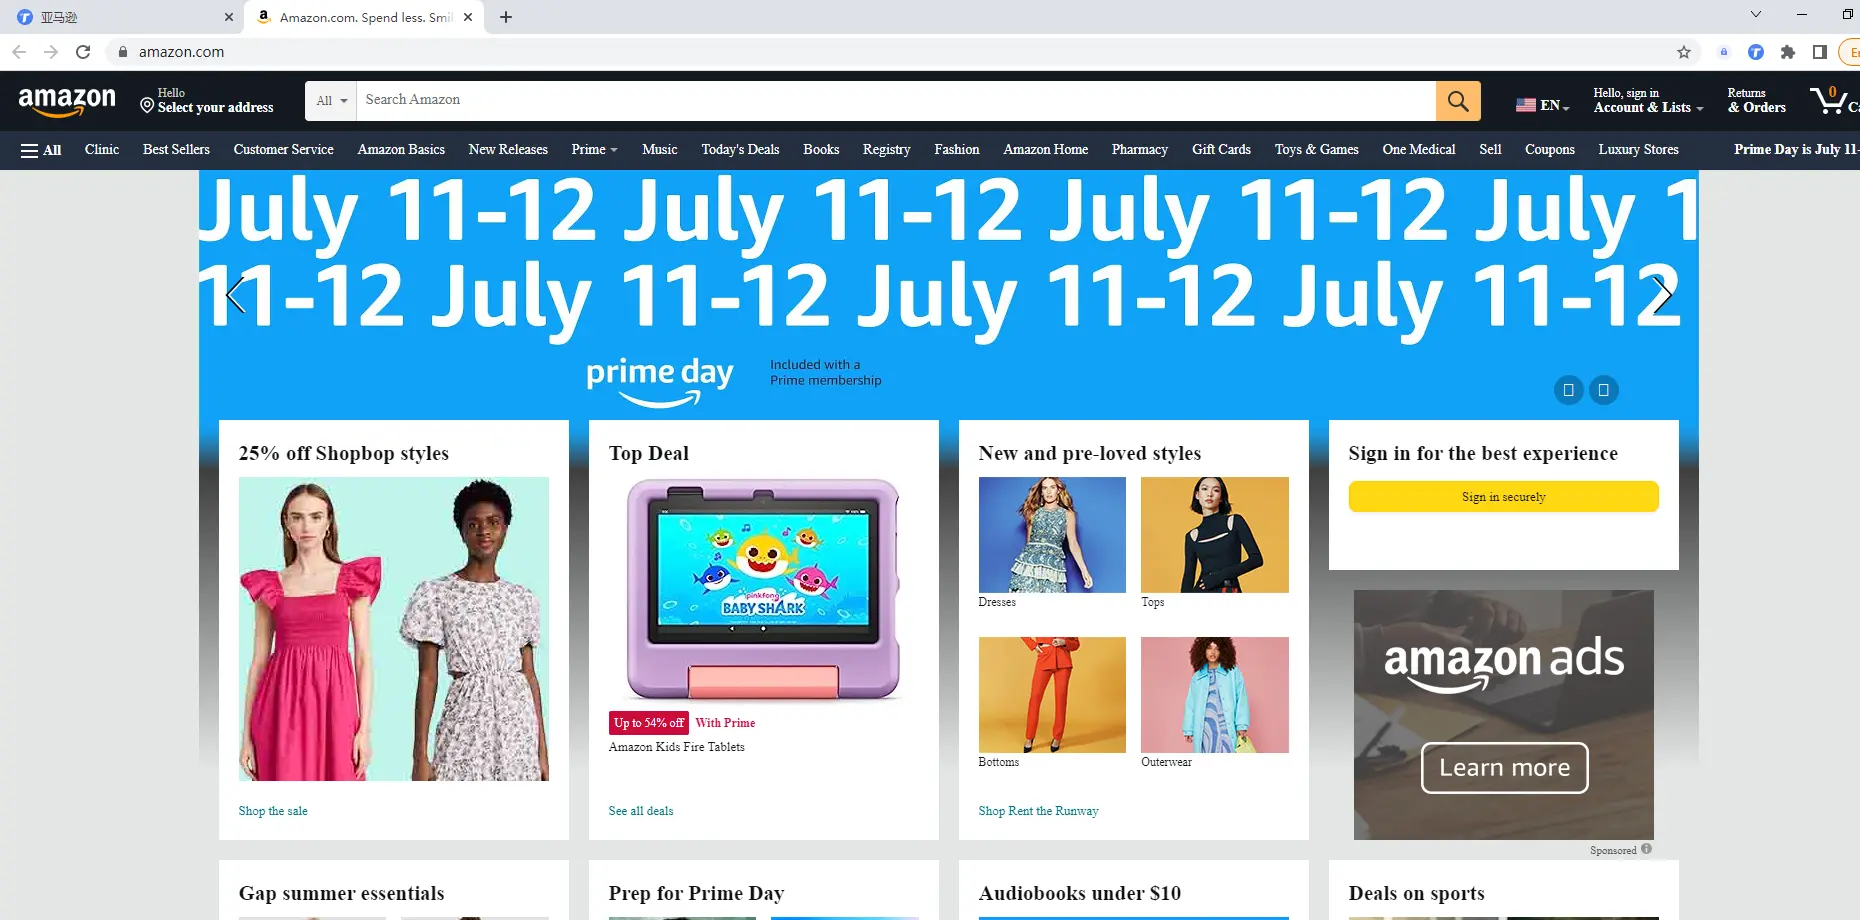 亚马逊
Amazon.com. Spend less. Smil
amazon.com
amazon
Hello
Select your address
All
Search Amazon
EN
Hello, sign in
Account & Lists
Returns
& Orders
0
All
Clinic
Best Sellers
Customer Service
Amazon Basics
New Releases
Prime
Music
Today's Deals
Books
Registry
Fashion
Amazon Home
Pharmacy
Gift Cards
Toys & Games
One Medical
Sell
Coupons
Luxury Stores
Prime Day is July 11-
July 11-12 July 11-12 July 11-12 July 1
11-12 July 11-12 July 11-12 July 11-12
prime day
Included with a
Prime membership
25% off Shopbop styles
Shop the sale
Top Deal
pinkfong
BABY SHARK
Up to 54% off With Prime
Amazon Kids Fire Tablets
See all deals
New and pre-loved styles
Dresses
Tops
Bottoms
Outerwear
Shop Rent the Runway
Sign in for the best experience
Sign in securely
amazon ads
Learn more
Sponsored
Gap summer essentials
Prep for Prime Day
Audiobooks under $10
Deals on sports